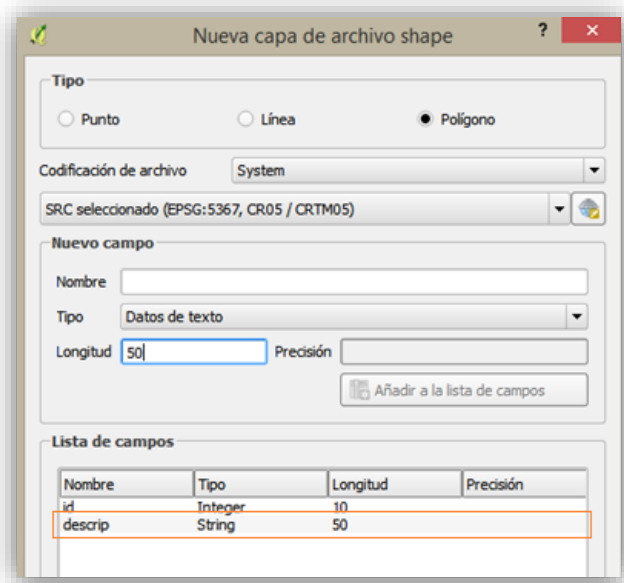 Nueva capa de archivo shape ? ×
Tipo
Punto Línea Polígono
Codificación de archivo System
SRC seleccionado (EPSG:5367, CR05 / CRTM05)
Nuevo campo
Nombre
Tipo Datos de texto
Longitud 50 Precisión
Añadir a la lista de campos
Lista de campos
Nombre Tipo Longitud Precisión
id Integer 10
descrip String 50